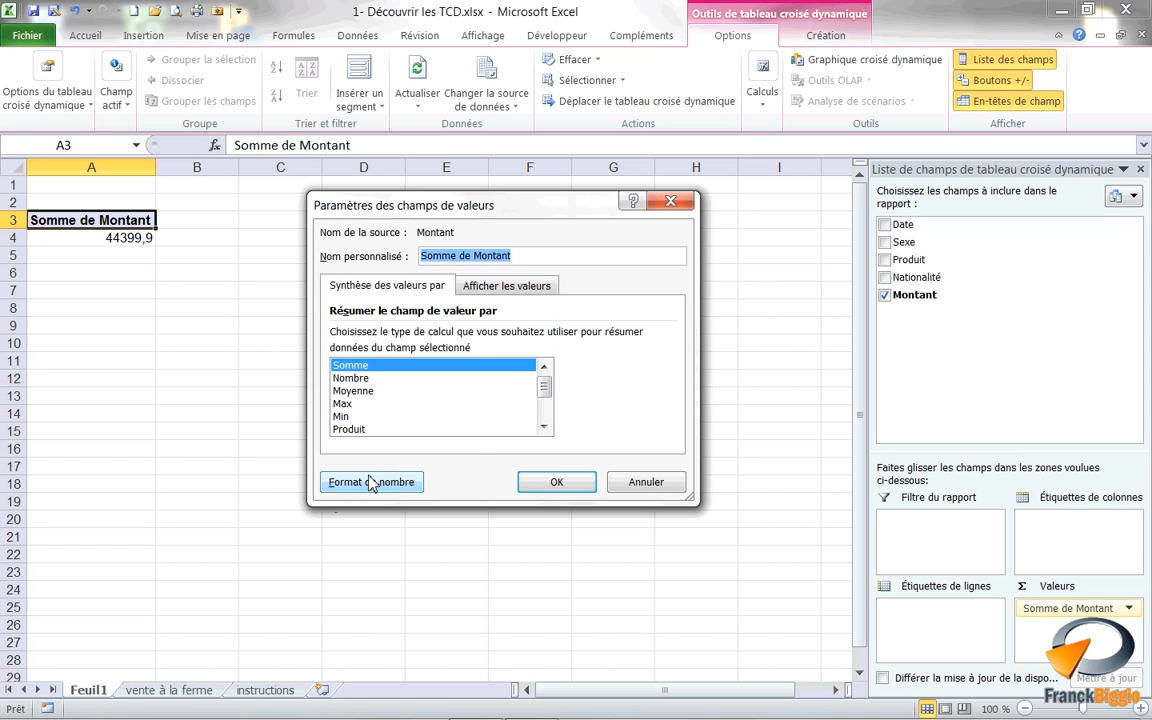 1- Découvrir les TCD.xlsx - Microsoft Excel
Outils de tableau croisé dynamique
Fichier Accueil Insertion Mise en page Formules Données Révision Affichage Développeur Compléments Options Création
Options du tableau croisé dynamique
Champ actif
Grouper la sélection
Dissocier
Grouper les champs
Groupe
Trier
Insérer un segment
Trier et filtrer
Actualiser
Changer la source de données
Données
Effacer
Sélectionner
Déplacer le tableau croisé dynamique
Actions
Calculs
Graphique croisé dynamique
Outils OLAP
Analyse de scénarios
Outils
Liste des champs
Boutons +/-
En-têtes de champ
Afficher
A3
fx
Somme de Montant
A B C D E F G H I
1
2
3 Somme de Montant
4 44399,9
5
6
7
8
9
10
11
12
13
14
15
16
17
18
19
20
21
22
23
24
25
26
27
28
29
Paramètres des champs de valeurs
Nom de la source : Montant
Nom personnalisé : Somme de Montant
Synthèse des valeurs par Afficher les valeurs
Résumer le champ de valeur par
Choisissez le type de calcul que vous souhaitez utiliser pour résumer
données du champ sélectionné
Somme
Nombre
Moyenne
Max
Min
Produit
Format de nombre OK Annuler
Liste de champs de tableau croisé dynamique
Choisissez les champs à inclure dans le
rapport :
Date
Sexe
Produit
Nationalité
Montant
Faites glisser les champs dans les zones voulues
ci-dessous:
Filtre du rapport Étiquettes de colonnes
Étiquettes de lignes Σ Valeurs
Somme de Montant
Différer la mise à jour de la dispo... Mettre à jour
FranckBiggio
Feuil1 vente à la ferme instructions
Prêt 100 %